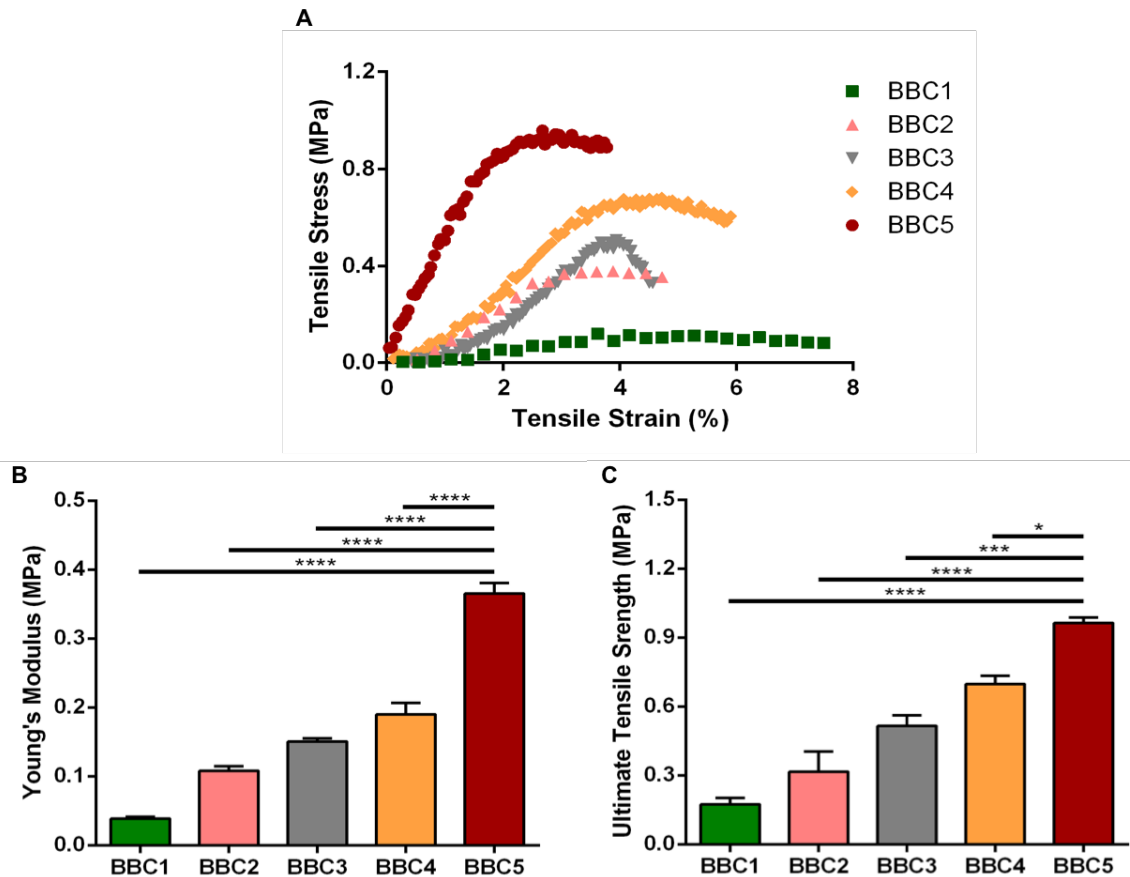 A
Tensile Stress (MPa)
1.2
0.8
0.4
0.0
0 2 4 6 8
Tensile Strain (%)
BBC1
BBC2
BBC3
BBC4
BBC5
B
Young's Modulus (MPa)
0.5
0.4
0.3
0.2
0.1
0.0
****
****
****
****
BBC1 BBC2 BBC3 BBC4 BBC5
C
Ultimate Tensile Srength (MPa)
1.5
1.2
0.9
0.6
0.3
0.0
*
***
****
****
BBC1 BBC2 BBC3 BBC4 BBC5